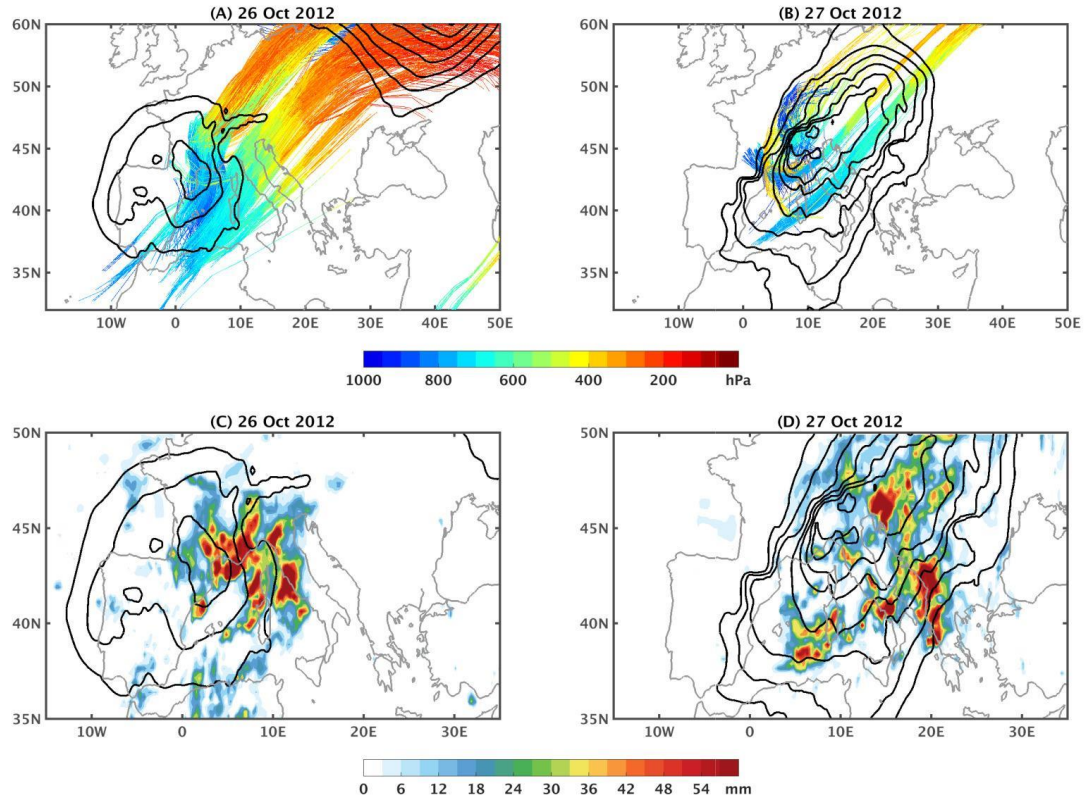 (A) 26 Oct 2012
(B) 27 Oct 2012
60N
50N
40N
35N
10W 0 10E 20E 30E 40E 50E
60N
50N
45N
40N
35N
10W 0 10E 20E 30E 40E 50E
1000 800 600 400 200 hPa
(C) 26 Oct 2012
(D) 27 Oct 2012
50N
45N
40N
35N
10W 0 10E 20E 30E
50N
45N
40N
35N
10W 0 10E 20E 30E
0 6 12 18 24 30 36 42 48 54 mm